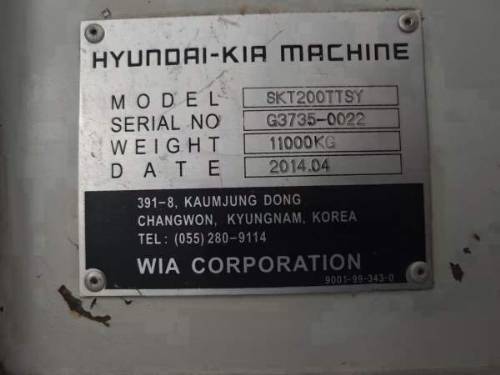 HYUNDAI-KIA MACHINE
MODEL SKT200TTSY
SERIAL NO G3735-0022
WEIGHT 11000KG
DATE 2014.04
391-8, KAUMJUNG DONG
CHANGWON, KYUNGNAM, KOREA
TEL: (055) 280-9114
WIA CORPORATION
9001-99-343-0